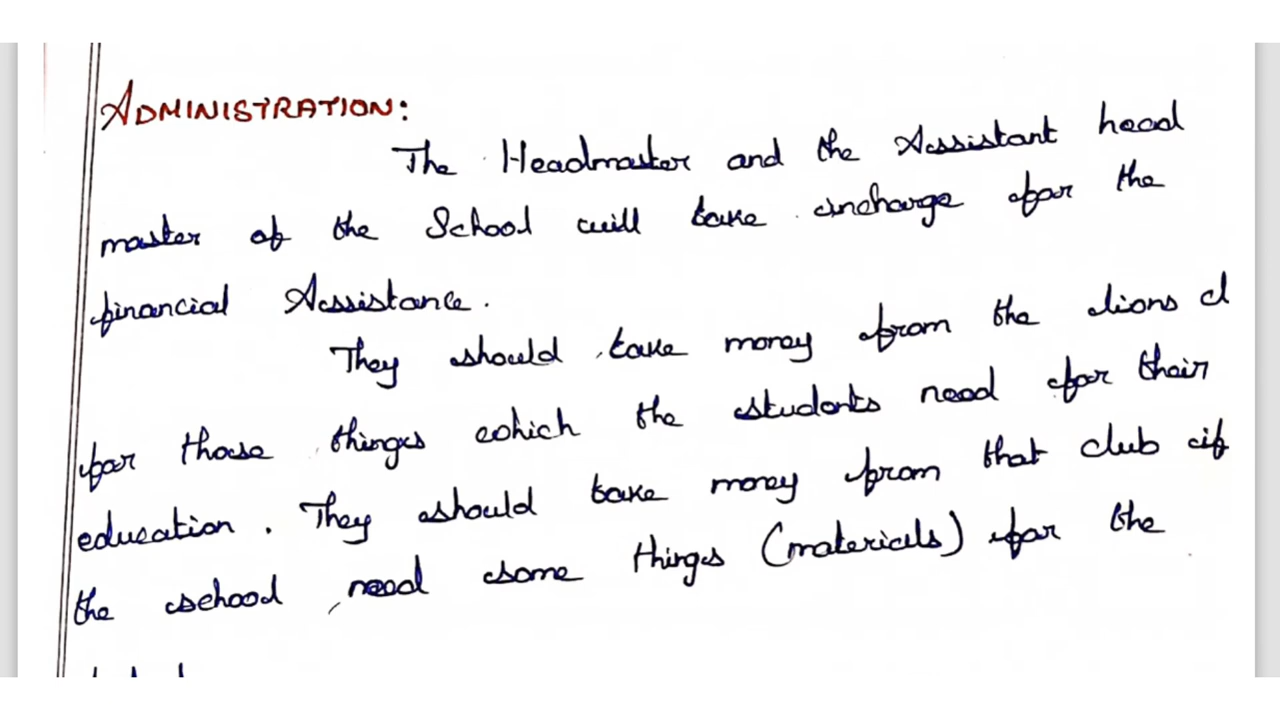 ADMINISTRATION:
The Headmaster and the Assistant head
master of the School will take incharge for the
financial Assistance.
They should take money from the lions cl
for those things which the students need for their
education. They should take money from that club if
the school need some things (materials) for the